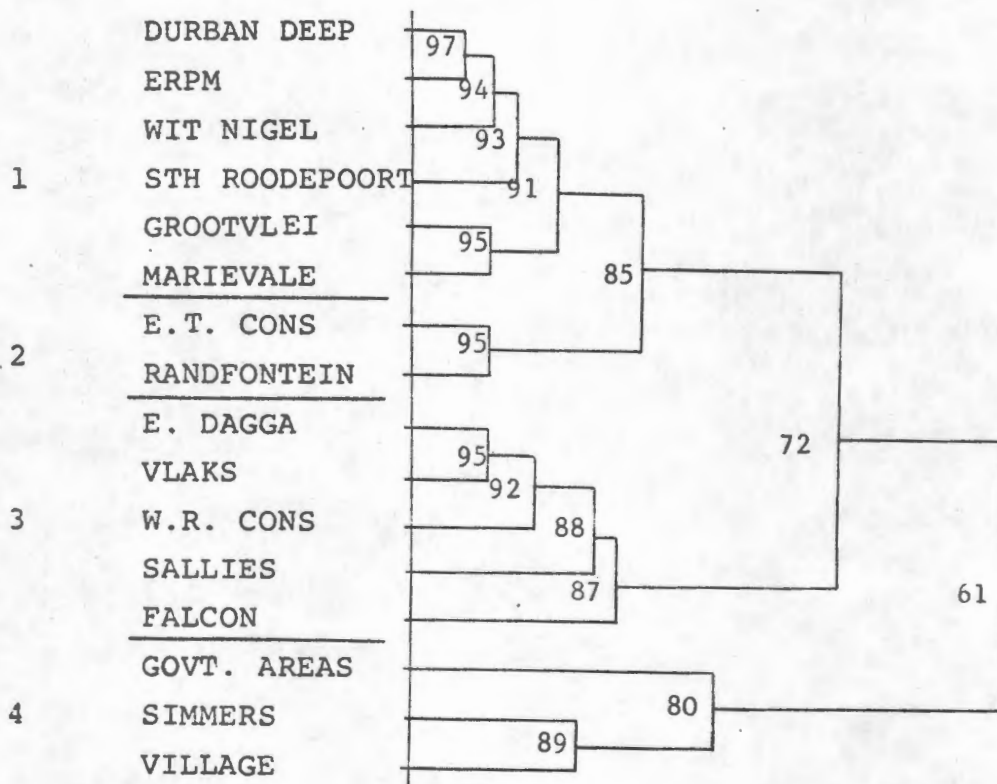 DURBAN DEEP
97
ERPM
94
WIT NIGEL
93
1 STH ROODEPOORT
91
GROOTVLEI
95
85
MARIEVALE
E.T. CONS
2 95
RANDFONTEIN
E. DAGGA
72
95
VLAKS
92
3 W.R. CONS
88
SALLIES
87
61
FALCON
GOVT. AREAS
80
4 SIMMERS
89
VILLAGE